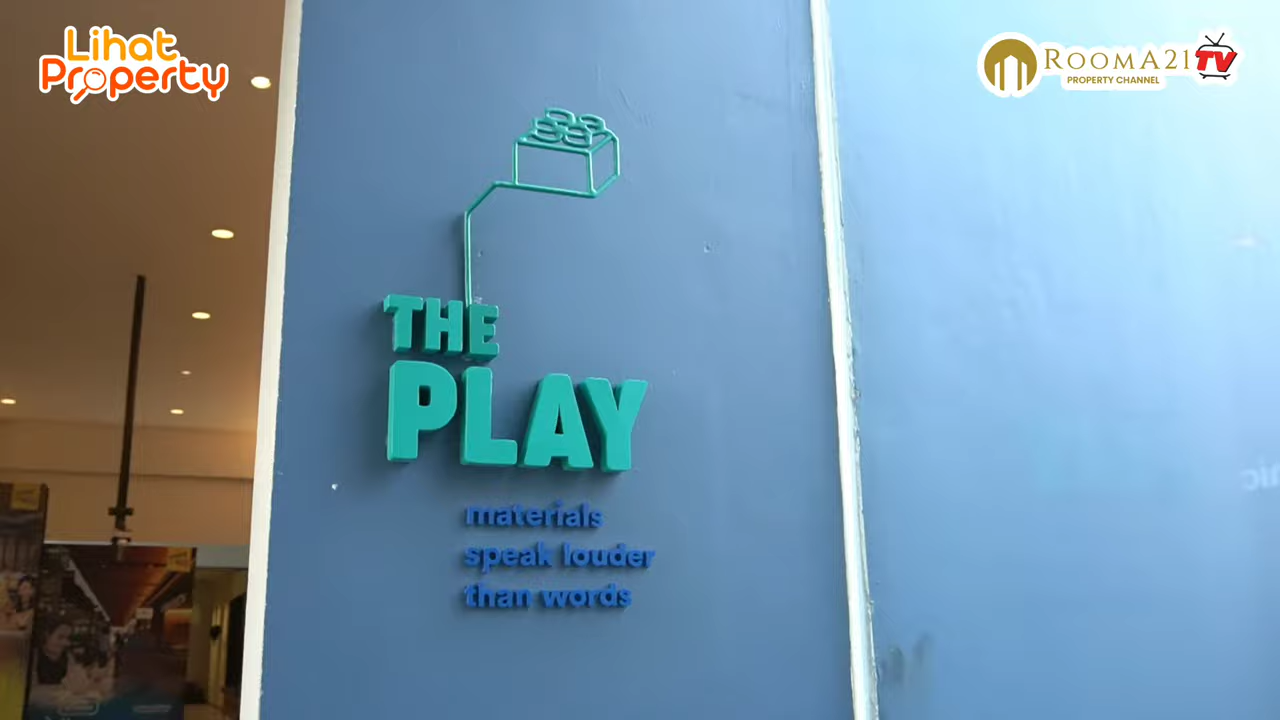 Lihat
Property
ROOMA21 TV
PROPERTY CHANNEL
THE
PLAY
materials
speak louder
than words